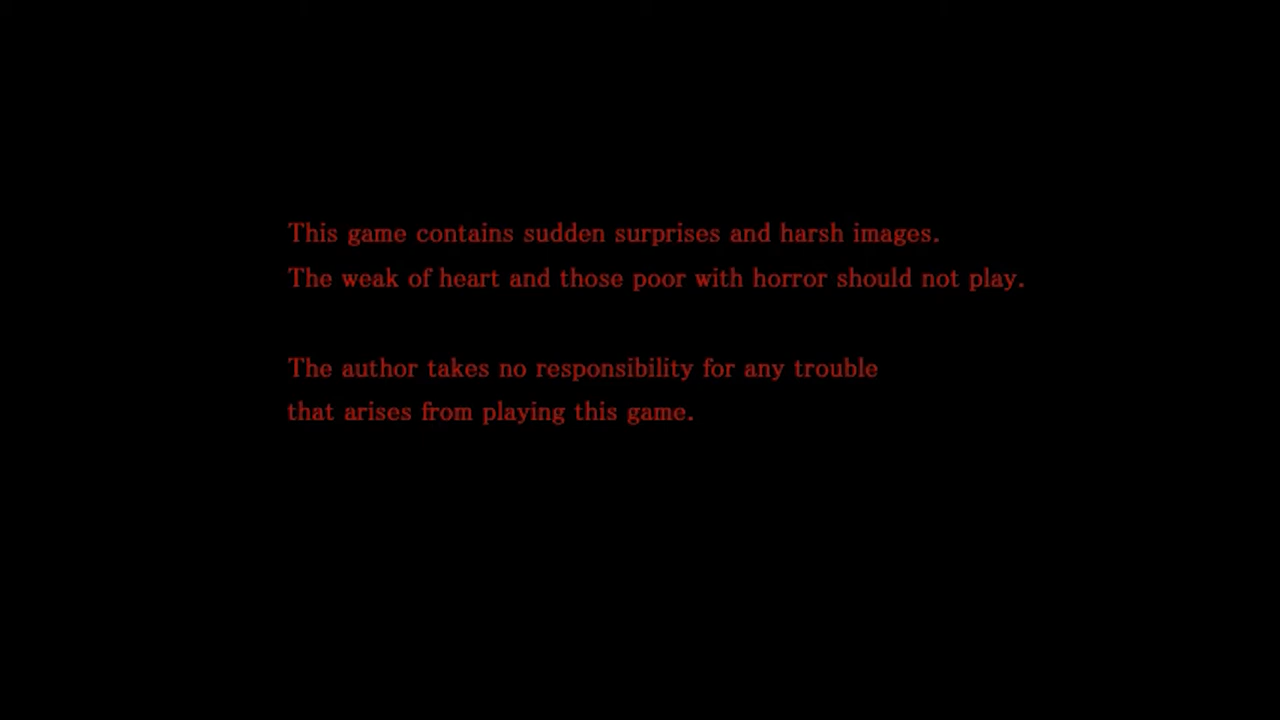 This game contains sudden surprises and harsh images.
The weak of heart and those poor with horror should not play.
The author takes no responsibility for any trouble
that arises from playing this game.